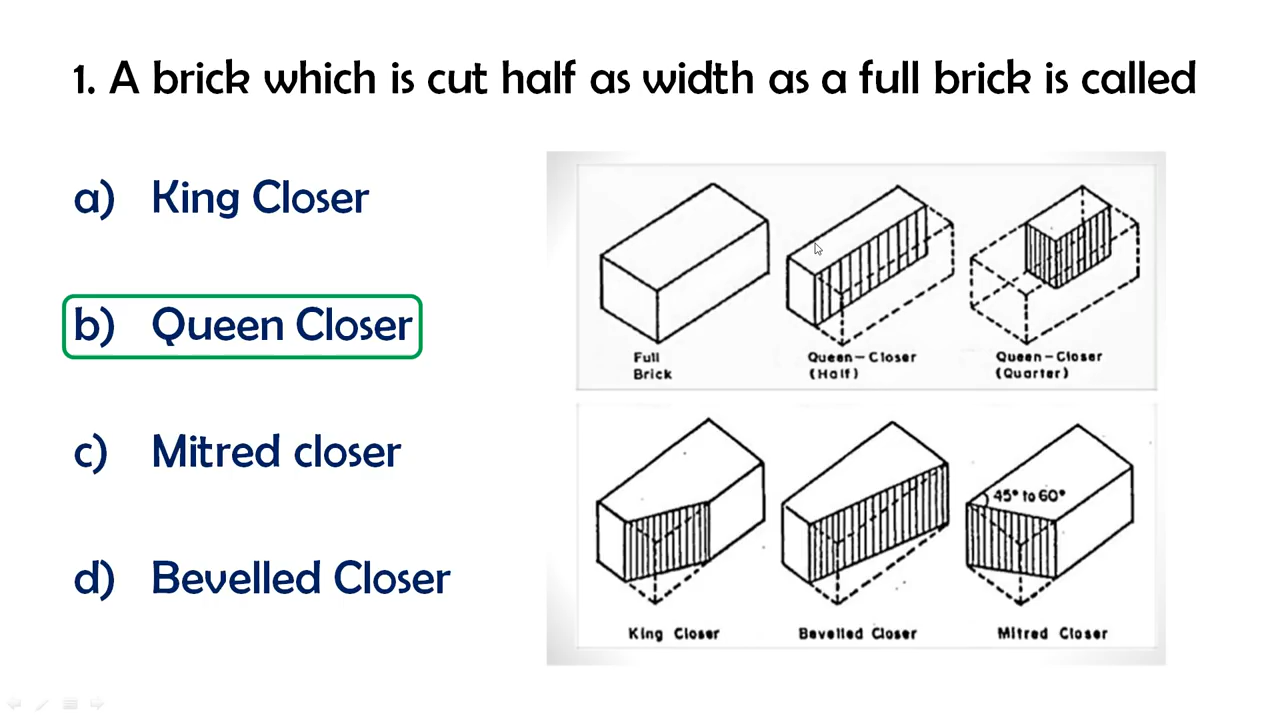 1. A brick which is cut half as width as a full brick is called
a) King Closer
b) Queen Closer
c) Mitred closer
d) Bevelled Closer
Full
Brick
Queen-Closer
(Half)
Queen-Closer
(Quarter)
45° to 60°
King Closer
Bevelled Closer
Mitred Closer